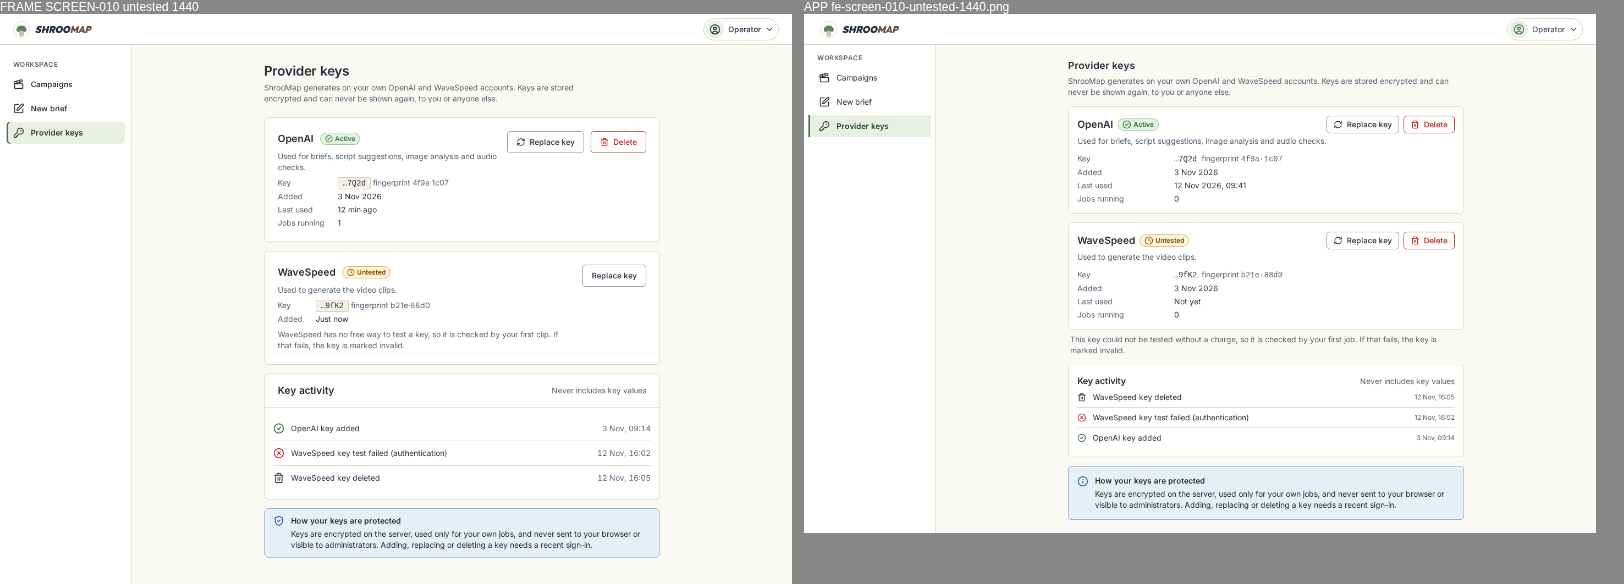 FRAME SCREEN-010 untested 1440
SHROOMAP
Operator
WORKSPACE
Campaigns
New brief
Provider keys
Provider keys
ShrooMap generates on your own OpenAI and WaveSpeed accounts. Keys are stored
encrypted and can never be shown again, to you or anyone else.
OpenAI Active
Replace key Delete
Used for briefs, script suggestions, image analysis and audio
checks.
Key …7Q2d fingerprint 4f9a·1c07
Added 3 Nov 2026
Last used 12 min ago
Jobs running 1
WaveSpeed Untested
Replace key
Used to generate the video clips.
Key …9fK2 fingerprint b21e·88d0
Added Just now
WaveSpeed has no free way to test a key, so it is checked by your first clip. If
that fails, the key is marked invalid.
Key activity Never includes key values
OpenAI key added 3 Nov, 09:14
WaveSpeed key test failed (authentication) 12 Nov, 16:02
WaveSpeed key deleted 12 Nov, 16:05
How your keys are protected
Keys are encrypted on the server, used only for your own jobs, and never sent to your browser or
visible to administrators. Adding, replacing or deleting a key needs a recent sign-in.
APP fe-screen-010-untested-1440.png
SHROOMAP
Operator
WORKSPACE
Campaigns
New brief
Provider keys
Provider keys
ShrooMap generates on your own OpenAI and WaveSpeed accounts. Keys are stored encrypted and can
never be shown again, to you or anyone else.
OpenAI Active
Replace key Delete
Used for briefs, script suggestions, image analysis and audio checks.
Key …7Q2d fingerprint 4f9a·1c07
Added 3 Nov 2026
Last used 12 Nov 2026, 09:41
Jobs running 0
WaveSpeed Untested
Replace key Delete
Used to generate the video clips.
Key …9fK2 fingerprint b21e·88d0
Added 3 Nov 2026
Last used Not yet
Jobs running 0
This key could not be tested without a charge, so it is checked by your first job. If that fails, the key is
marked invalid.
Key activity Never includes key values
WaveSpeed key deleted 12 Nov, 16:05
WaveSpeed key test failed (authentication) 12 Nov, 16:02
OpenAI key added 3 Nov, 09:14
How your keys are protected
Keys are encrypted on the server, used only for your own jobs, and never sent to your browser or
visible to administrators. Adding, replacing or deleting a key needs a recent sign-in.